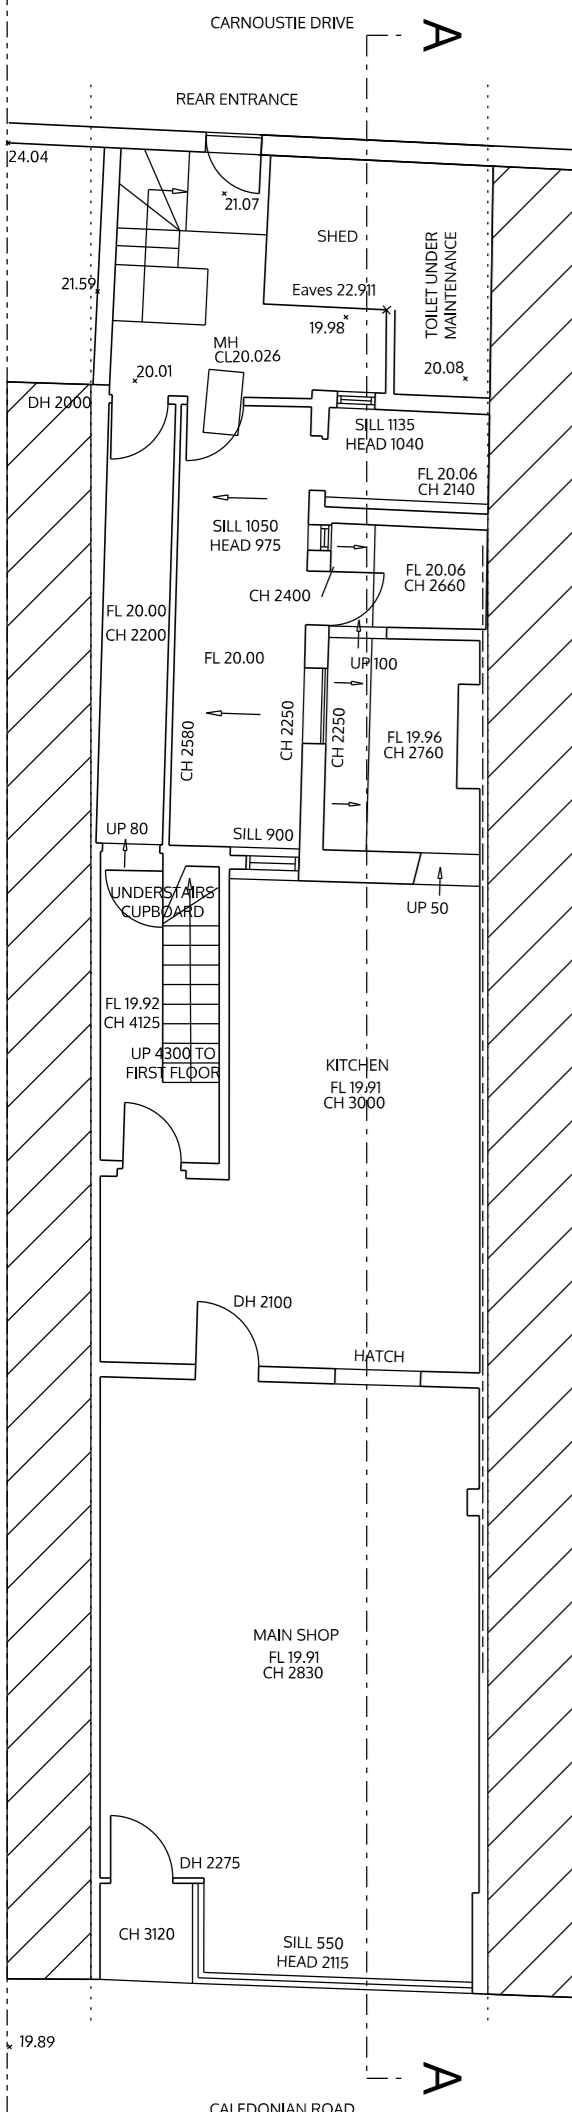 CARNOUSTIE DRIVE
A
REAR ENTRANCE
24.04
21.07
SHED
TOILET UNDER
MAINTENANCE
21.59
Eaves 22.911
19.98
MH
CL20.026
20.01
20.08
DH 2000
SILL 1135
HEAD 1040
FL 20.06
CH 2140
SILL 1050
HEAD 975
FL 20.06
CH 2660
CH 2400
FL 20.00
CH 2200
FL 20.00
UP 100
CH 2580
CH 2250
CH 2250
FL 19.96
CH 2760
UP 80
SILL 900
UNDERSTAIRS
CUPBOARD
UP 50
FL 19.92
CH 4125
UP 4300 TO
FIRST FLOOR
KITCHEN
FL 19.91
CH 3000
DH 2100
HATCH
MAIN SHOP
FL 19.91
CH 2830
DH 2275
CH 3120
SILL 550
HEAD 2115
19.89
A
CALEDONIAN ROAD